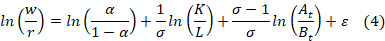 ln(w/r) = ln(α/(1 − α)) + (1/σ)ln(K/L) + ((σ − 1)/σ)ln(A_t/B_t) + ε (4)